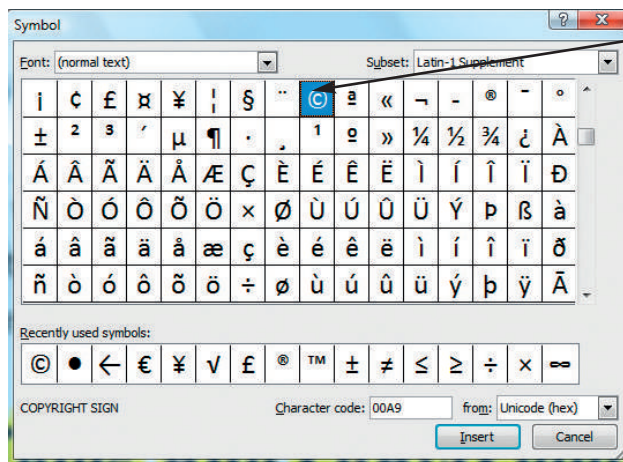 Symbol
Font: (normal text) Subset: Latin-1 Supplement
¡ ¢ £ ¤ ¥ ¦ § ¨ © ª « ¬ - ® ¯ °
± ² ³ ´ µ ¶ · ¸ ¹ º » ¼ ½ ¾ ¿ À
Á Â Ã Ä Å Æ Ç È É Ê Ë Ì Í Î Ï Ð
Ñ Ò Ó Ô Õ Ö × Ø Ù Ú Û Ü Ý Þ ß à
á â ã ä å æ ç è é ê ë ì í î ï ð
ñ ò ó ô õ ö ÷ ø ù ú û ü ý þ ÿ Ā
Recently used symbols:
© • ← € ¥ √ £ ® ™ ± ≠ ≤ ≥ ÷ × ∞
COPYRIGHT SIGN Character code: 00A9 from: Unicode (hex)
Insert Cancel